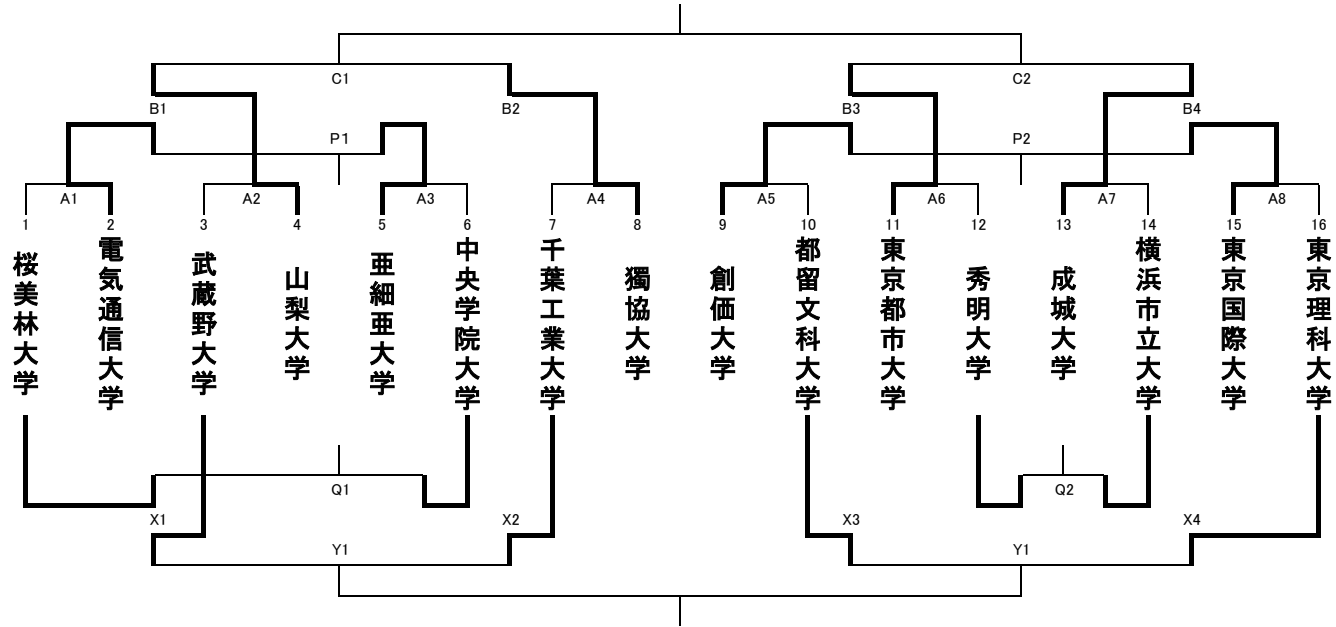 C1
C2
B1
B2
B3
B4
P1
P2
A1
A2
A3
A4
A5
A6
A7
A8
1
2
3
4
5
6
7
8
9
10
11
12
13
14
15
16
桜美林大学
電気通信大学
武蔵野大学
山梨大学
亜細亜大学
中央学院大学
千葉工業大学
獨協大学
創価大学
都留文科大学
東京都市大学
秀明大学
成城大学
横浜市立大学
東京国際大学
東京理科大学
Q1
Q2
X1
X2
X3
X4
Y1
Y1